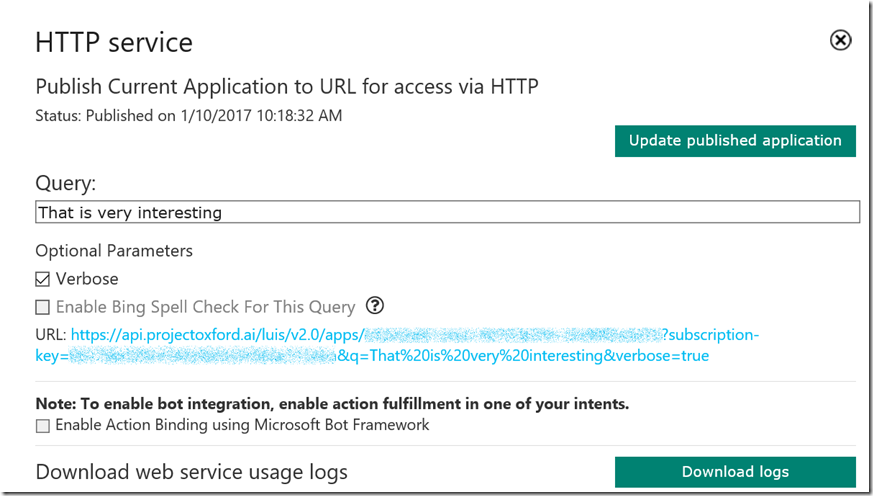 HTTP service
Publish Current Application to URL for access via HTTP
Status: Published on 1/10/2017 10:18:32 AM
Update published application
Query:
That is very interesting
Optional Parameters
Verbose
Enable Bing Spell Check For This Query ?
URL: https://api.projectoxford.ai/luis/v2.0/apps/ ?subscription-
key= &q=That%20is%20very%20interesting&verbose=true
Note: To enable bot integration, enable action fulfillment in one of your intents.
Enable Action Binding using Microsoft Bot Framework
Download web service usage logs
Download logs